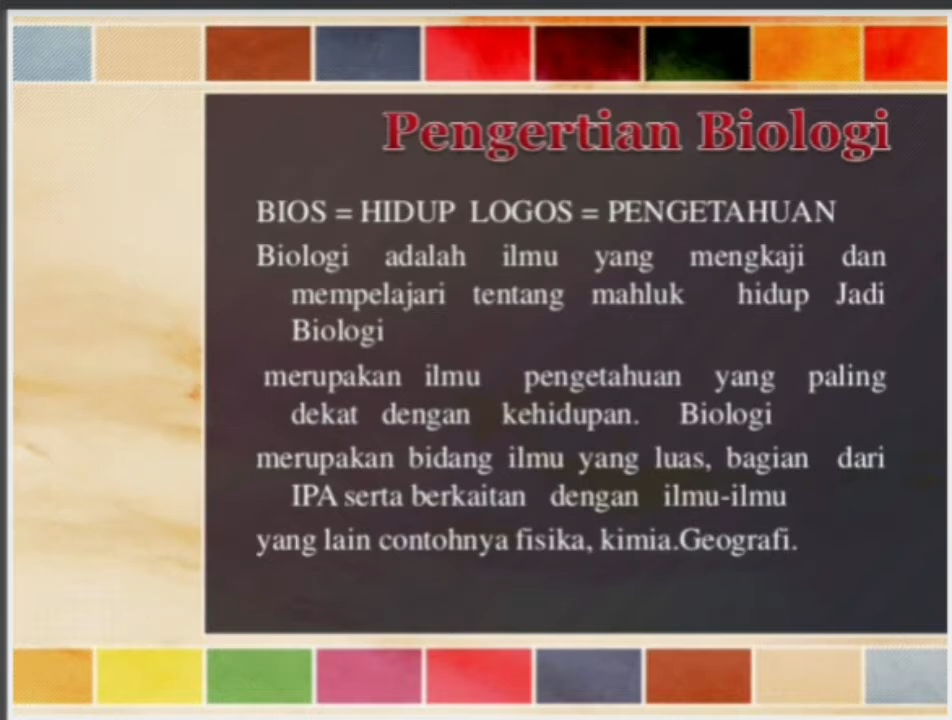 Pengertian Biologi
BIOS = HIDUP LOGOS = PENGETAHUAN
Biologi adalah ilmu yang mengkaji dan
mempelajari tentang mahluk hidup Jadi
Biologi
merupakan ilmu pengetahuan yang paling
dekat dengan kehidupan. Biologi
merupakan bidang ilmu yang luas, bagian dari
IPA serta berkaitan dengan ilmu-ilmu
yang lain contohnya fisika, kimia.Geografi.